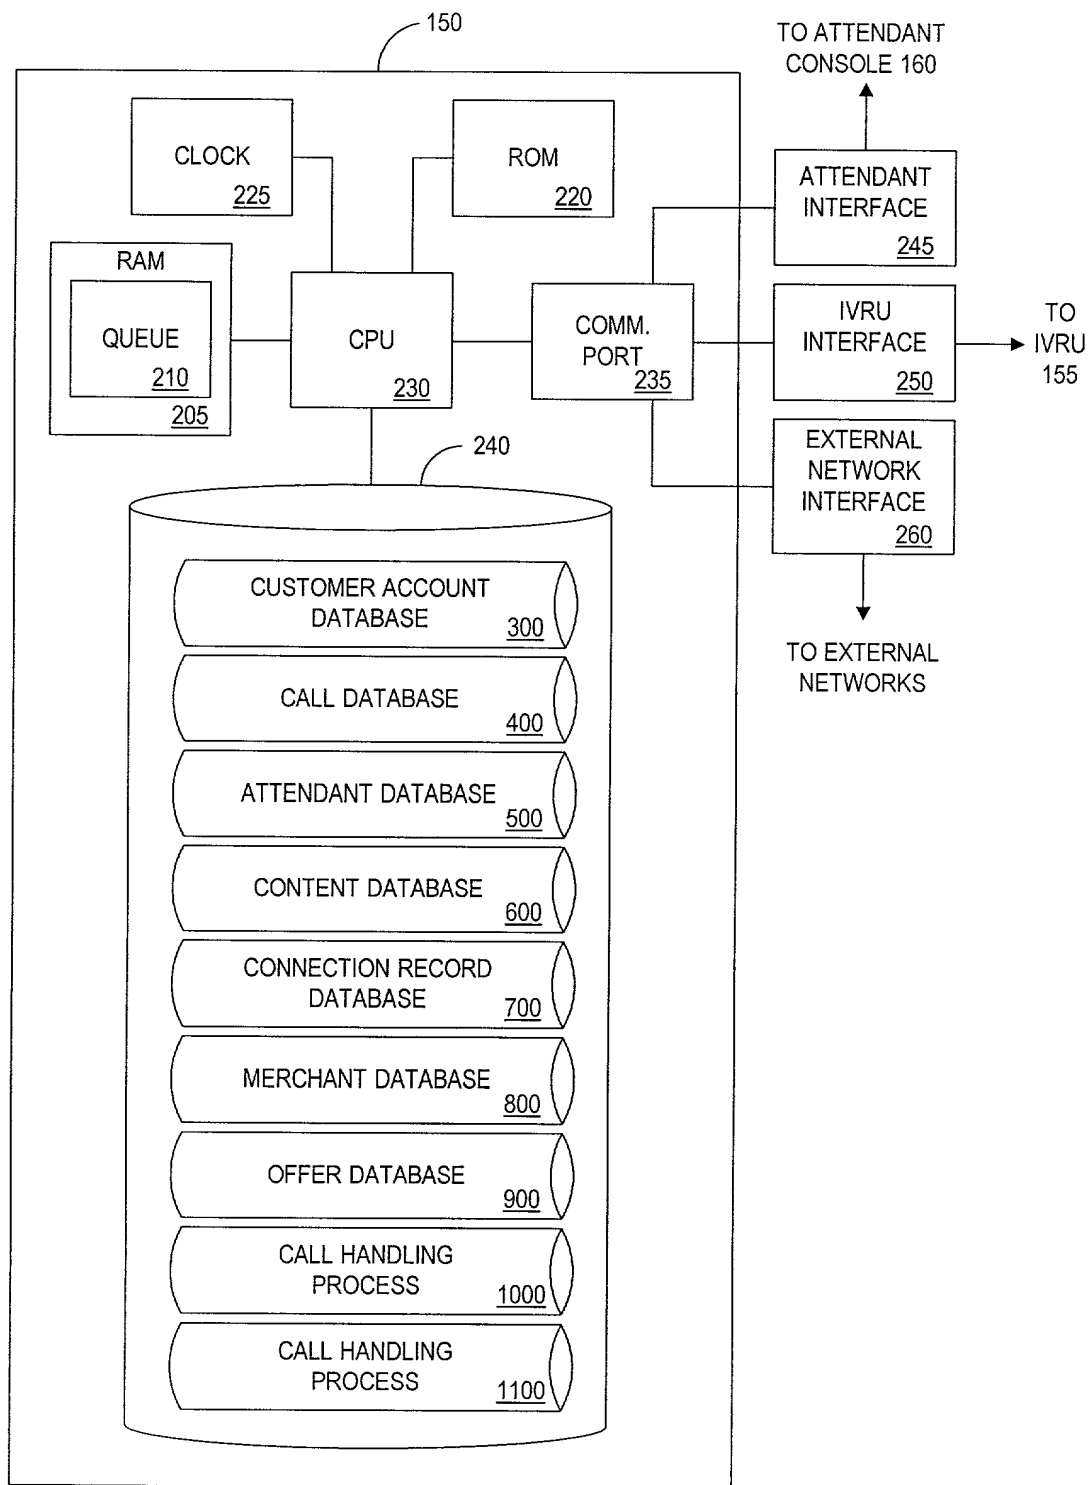 150
TO ATTENDANT
CONSOLE 160
CLOCK
225
ROM
220
ATTENDANT
INTERFACE
245
RAM
QUEUE
210
205
CPU
230
COMM.
PORT
235
IVRU
INTERFACE
250
TO
IVRU
155
EXTERNAL
NETWORK
INTERFACE
260
TO EXTERNAL
NETWORKS
240
CUSTOMER ACCOUNT
DATABASE
300
CALL DATABASE
400
ATTENDANT DATABASE
500
CONTENT DATABASE
600
CONNECTION RECORD
DATABASE
700
MERCHANT DATABASE
800
OFFER DATABASE
900
CALL HANDLING
PROCESS
1000
CALL HANDLING
PROCESS
1100